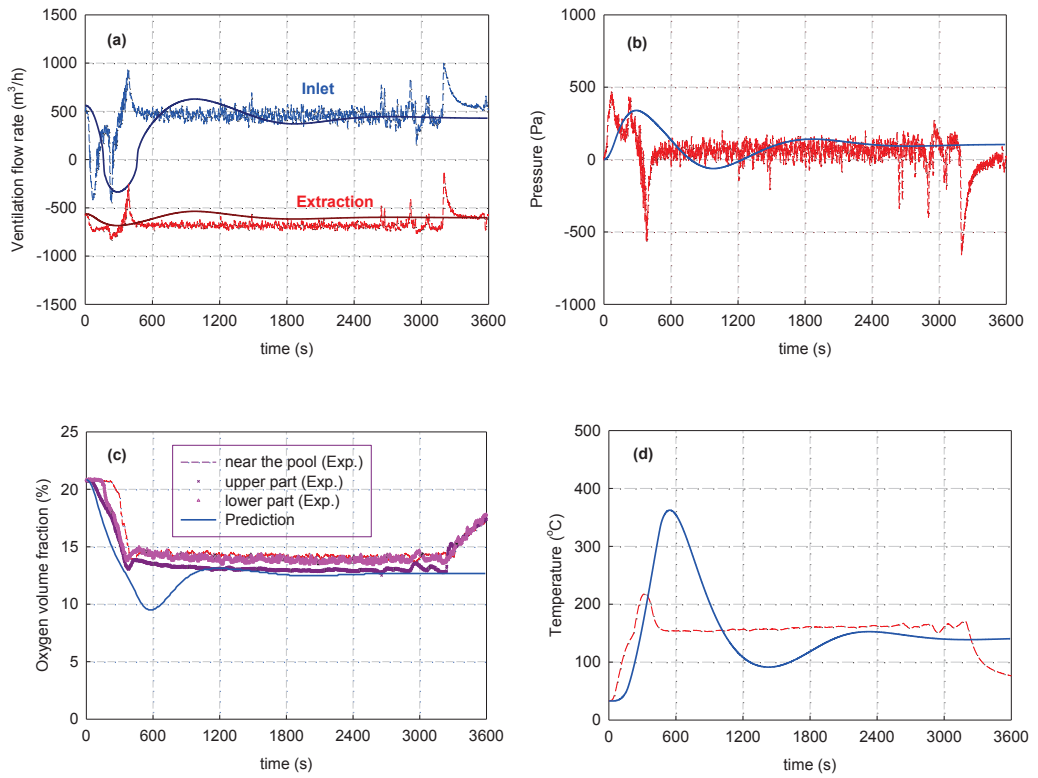 (a)
Inlet
Extraction
Ventilation flow rate (m³/h)
1500
1000
500
0
-500
-1000
-1500
0 600 1200 1800 2400 3000 3600
time (s)
(b)
Pressure (Pa)
1000
500
0
-500
-1000
0 600 1200 1800 2400 3000 3600
time (s)
(c)
near the pool (Exp.)
upper part (Exp.)
lower part (Exp.)
Prediction
Oxygen volume fraction (%)
25
20
15
10
5
0
0 600 1200 1800 2400 3000 3600
time (s)
(d)
Temperature (⁰C)
500
400
300
200
100
0
0 600 1200 1800 2400 3000 3600
time (s)